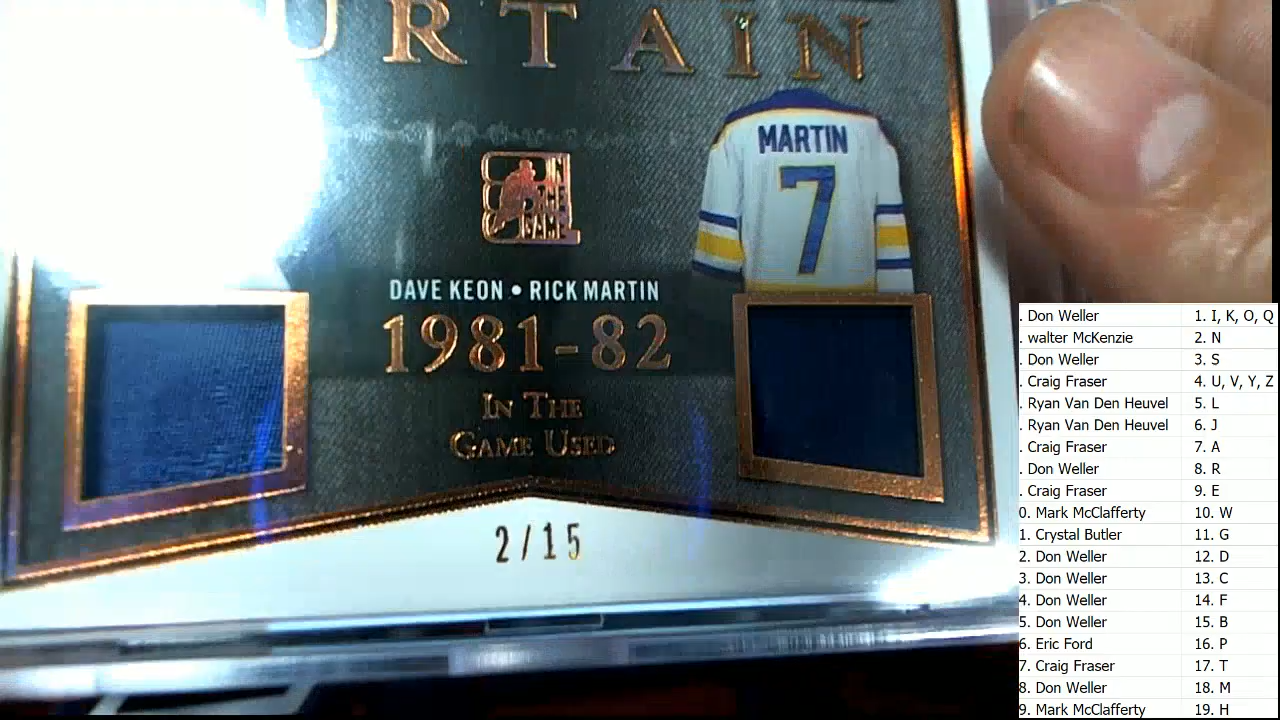 URTAIN
MARTIN
7
IN
THE
GAME
DAVE KEON • RICK MARTIN
1981-82
IN THE
GAME USED
2/15
. Don Weller 1. I, K, O, Q
. walter McKenzie 2. N
. Don Weller 3. S
. Craig Fraser 4. U, V, Y, Z
. Ryan Van Den Heuvel 5. L
. Ryan Van Den Heuvel 6. J
. Craig Fraser 7. A
. Don Weller 8. R
. Craig Fraser 9. E
0. Mark McClafferty 10. W
1. Crystal Butler 11. G
2. Don Weller 12. D
3. Don Weller 13. C
4. Don Weller 14. F
5. Don Weller 15. B
6. Eric Ford 16. P
7. Craig Fraser 17. T
8. Don Weller 18. M
9. Mark McClafferty 19. H